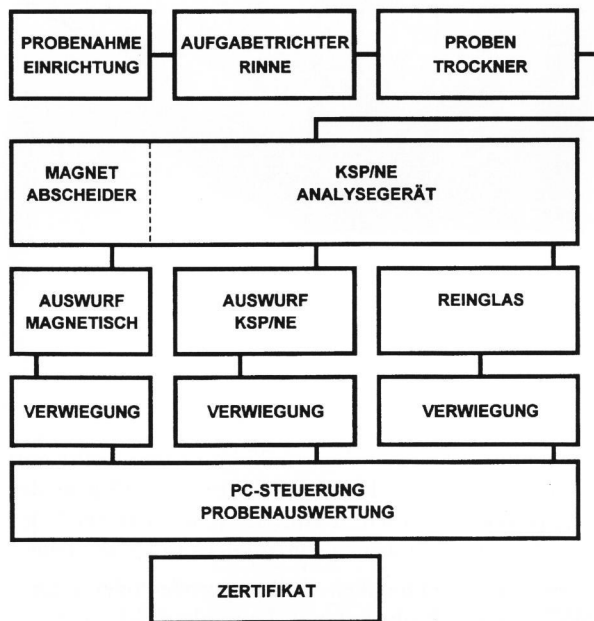 PROBENAHME
EINRICHTUNG
AUFGABETRICHTER
RINNE
PROBEN
TROCKNER
MAGNET
ABSCHEIDER
KSP/NE
ANALYSEGERÄT
AUSWURF
MAGNETISCH
AUSWURF
KSP/NE
REINGLAS
VERWIEGUNG
VERWIEGUNG
VERWIEGUNG
PC-STEUERUNG
PROBENAUSWERTUNG
ZERTIFIKAT